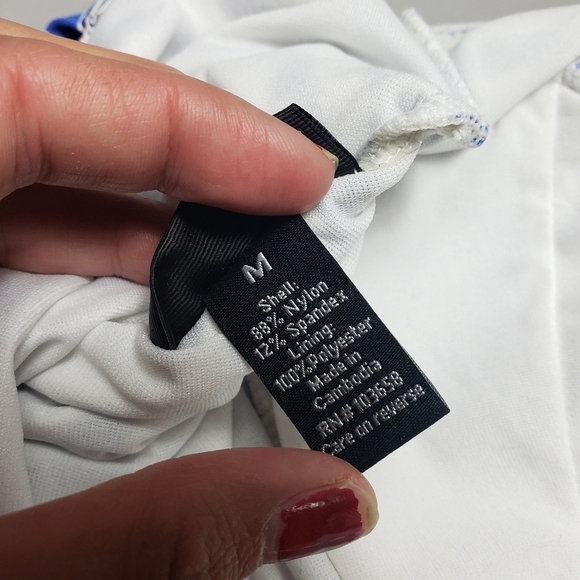 M
Shell:
88% Nylon
12% Spandex
Lining:
100%Polyester
Made in
Cambodia
RN# 103658
Care on reverse